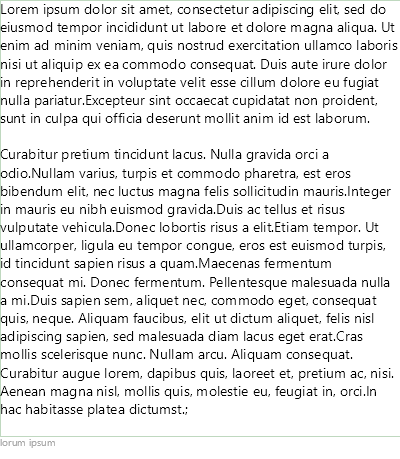 Lorem ipsum dolor sit amet, consectetur adipiscing elit, sed do
eiusmod tempor incididunt ut labore et dolore magna aliqua. Ut
enim ad minim veniam, quis nostrud exercitation ullamco laboris
nisi ut aliquip ex ea commodo consequat. Duis aute irure dolor
in reprehenderit in voluptate velit esse cillum dolore eu fugiat
nulla pariatur.Excepteur sint occaecat cupidatat non proident,
sunt in culpa qui officia deserunt mollit anim id est laborum.

Curabitur pretium tincidunt lacus. Nulla gravida orci a
odio.Nullam varius, turpis et commodo pharetra, est eros
bibendum elit, nec luctus magna felis sollicitudin mauris.Integer
in mauris eu nibh euismod gravida.Duis ac tellus et risus
vulputate vehicula.Donec lobortis risus a elit.Etiam tempor. Ut
ullamcorper, ligula eu tempor congue, eros est euismod turpis,
id tincidunt sapien risus a quam.Maecenas fermentum
consequat mi. Donec fermentum. Pellentesque malesuada nulla
a mi.Duis sapien sem, aliquet nec, commodo eget, consequat
quis, neque. Aliquam faucibus, elit ut dictum aliquet, felis nisl
adipiscing sapien, sed malesuada diam lacus eget erat.Cras
mollis scelerisque nunc. Nullam arcu. Aliquam consequat.
Curabitur augue lorem, dapibus quis, laoreet et, pretium ac, nisi.
Aenean magna nisl, mollis quis, molestie eu, feugiat in, orci.In
hac habitasse platea dictumst.;
lorum ipsum